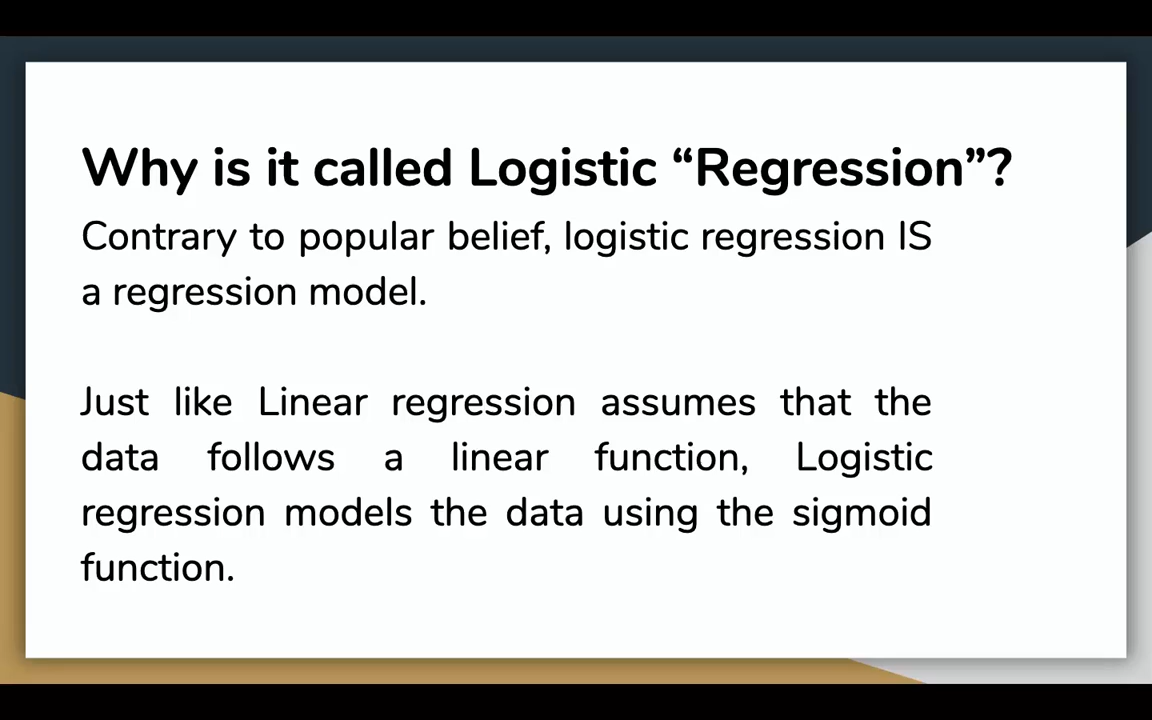 Why is it called Logistic “Regression”?
Contrary to popular belief, logistic regression IS
a regression model.
Just like Linear regression assumes that the
data follows a linear function, Logistic
regression models the data using the sigmoid
function.